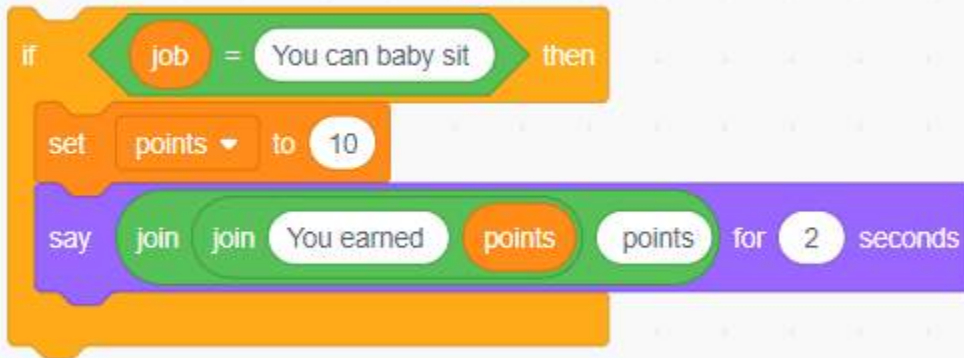 if job = You can baby sit then
set points to 10
say join join You earned points points for 2 seconds